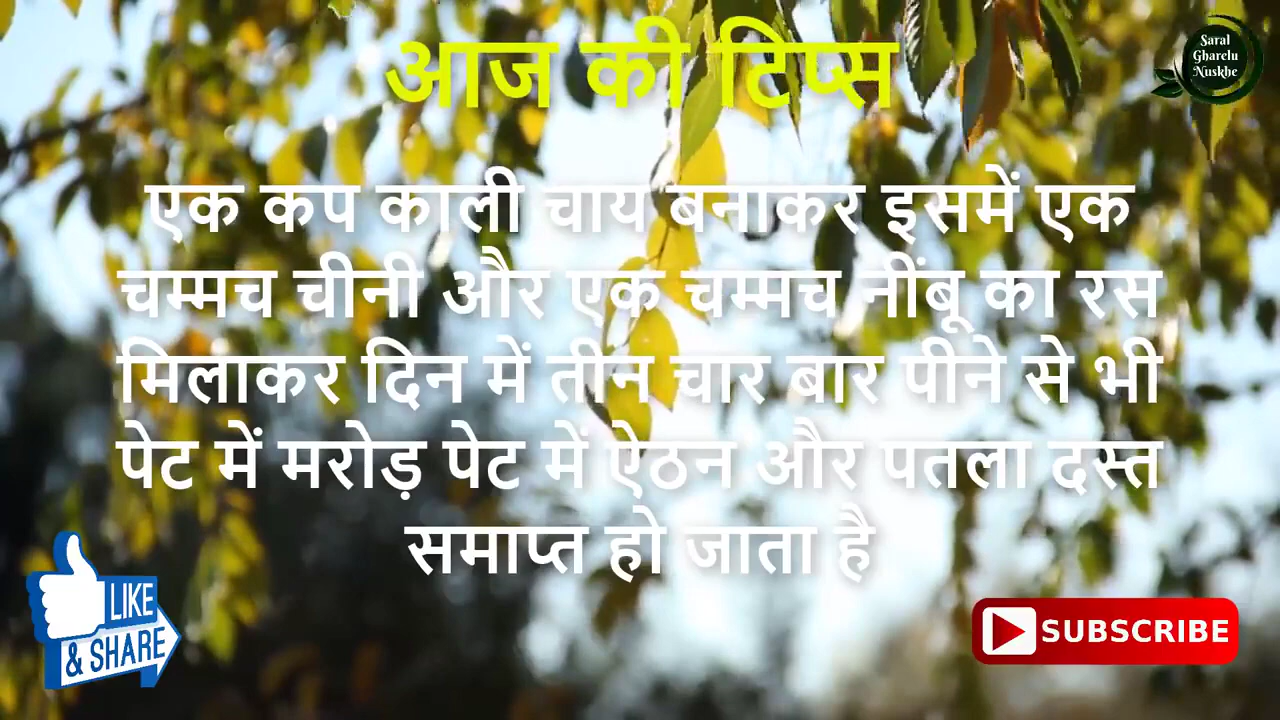 आज की टिप्स
Saral
Gharelu
Nuskhe
एक कप काली चाय बनाकर इसमें एक
चम्मच चीनी और एक चम्मच नींबू का रस
मिलाकर दिन में तीन चार बार पीने से भी
पेट में मरोड़ पेट में ऐठन और पतला दस्त
समाप्त हो जाता है
LIKE
& SHARE
SUBSCRIBE